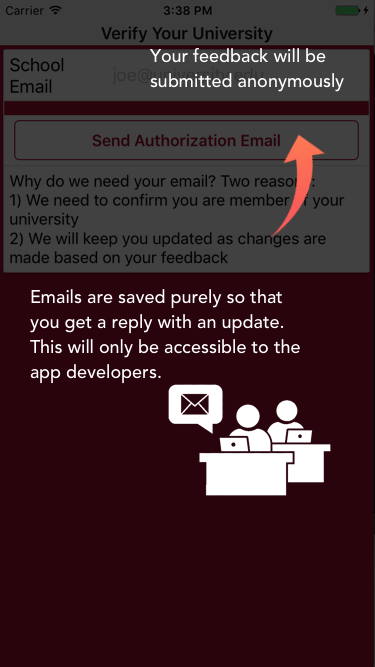 Carrier 3:38 PM
Verify Your University
School
Email
joe@university.edu
Your feedback will be
submitted anonymously
Send Authorization Email
Why do we need your email? Two reasons:
1) We need to confirm you are member of your
university
2) We will keep you updated as changes are
made based on your feedback
Emails are saved purely so that
you get a reply with an update.
This will only be accessible to the
app developers.